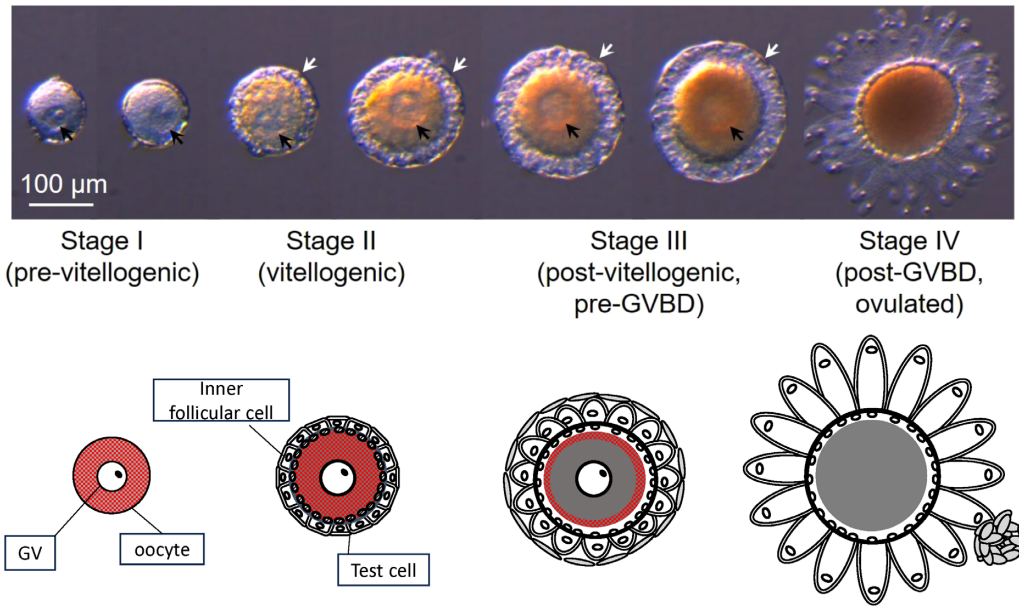 100 µm
Stage I
(pre-vitellogenic)
Stage II
(vitellogenic)
Stage III
(post-vitellogenic,
pre-GVBD)
Stage IV
(post-GVBD,
ovulated)
Inner
follicular cell
GV
oocyte
Test cell